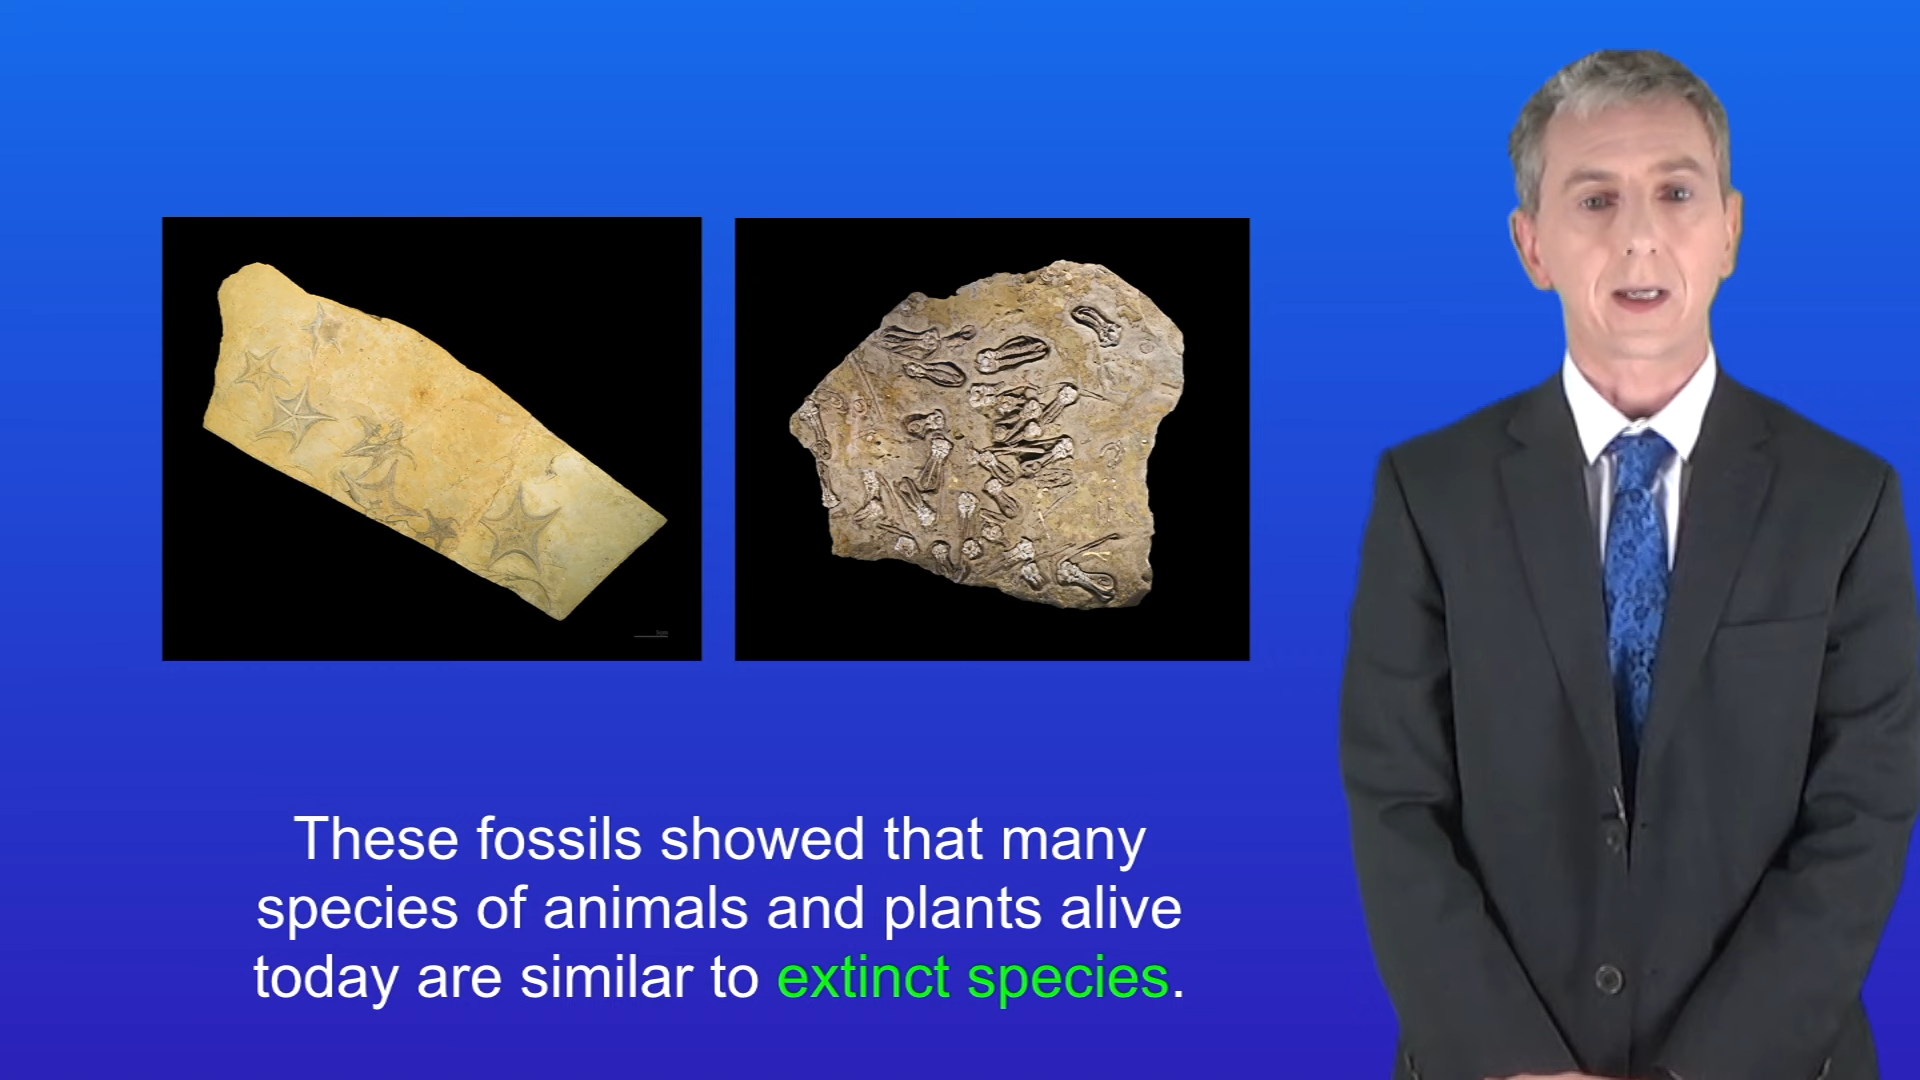 These fossils showed that many
species of animals and plants alive
today are similar to extinct species.